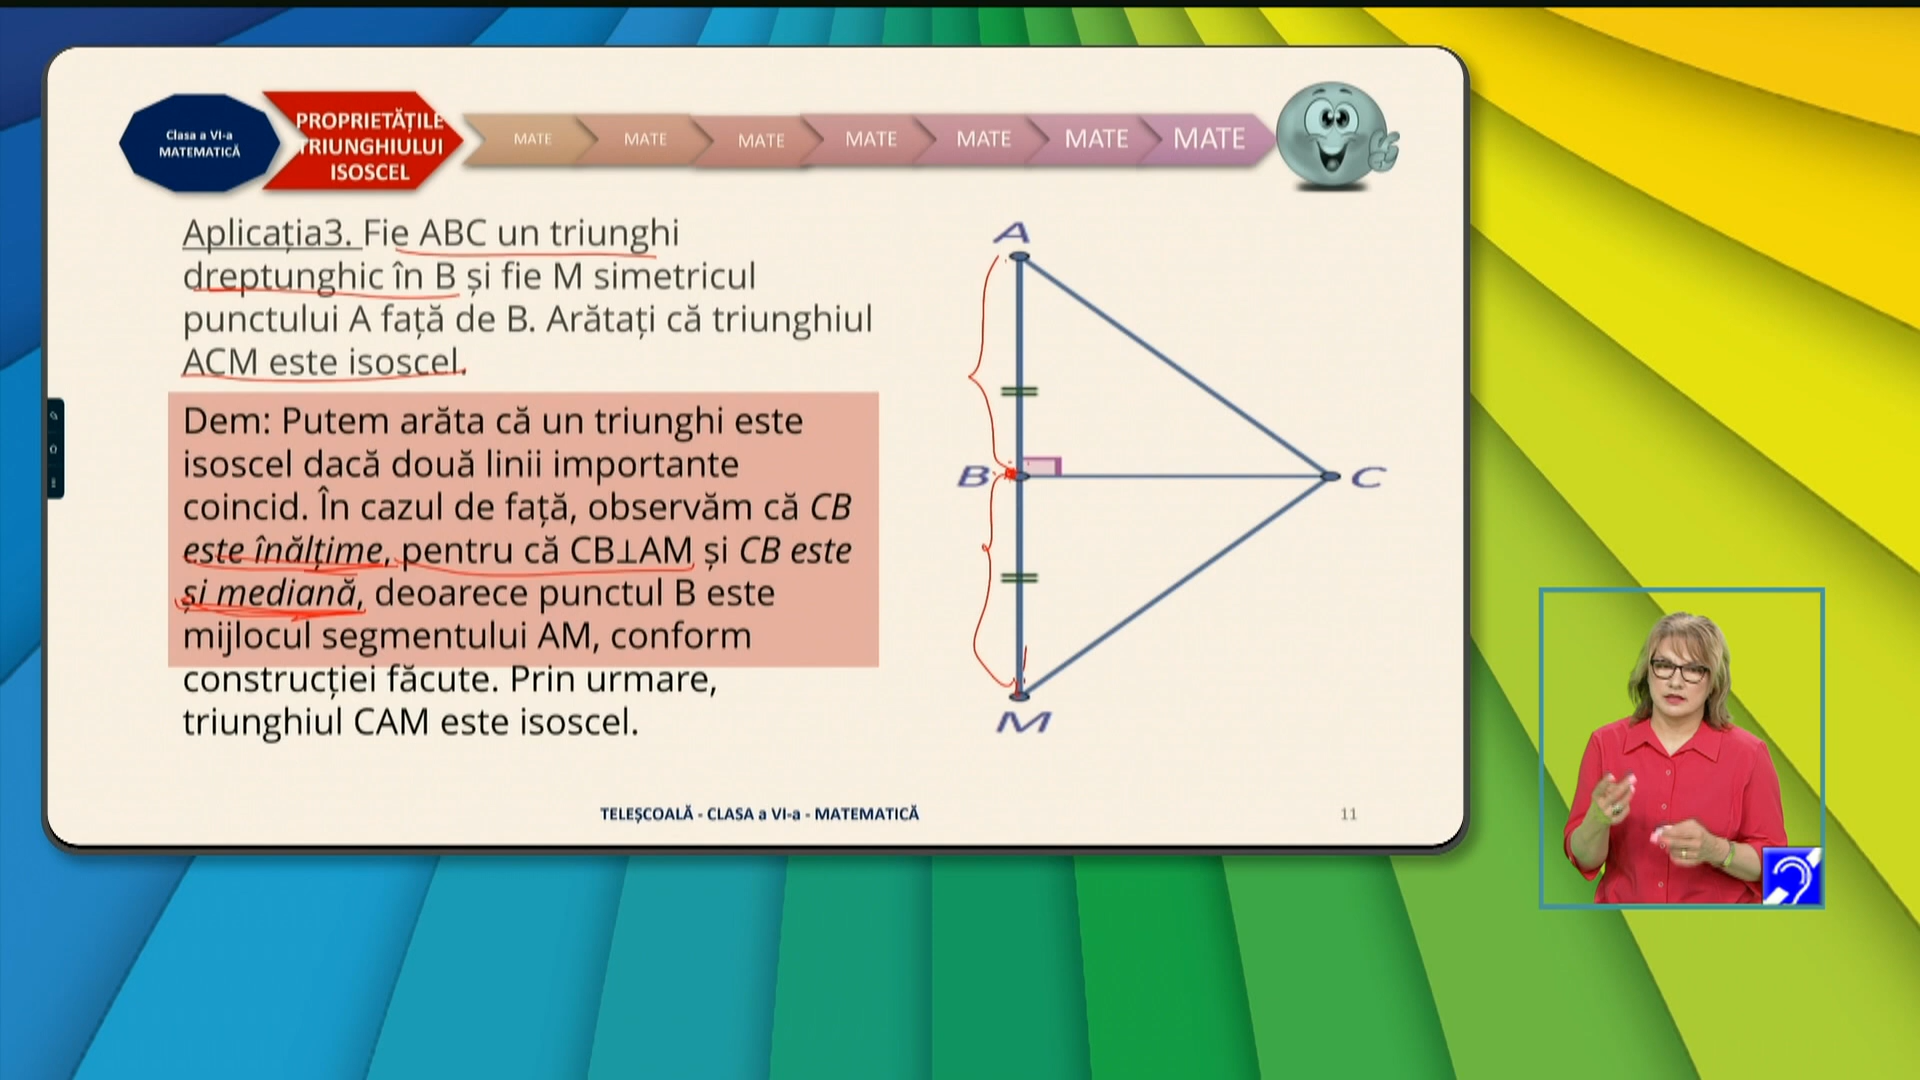 Clasa a VI-a
MATEMATICĂ
PROPRIETĂȚILE
TRIUNGHIULUI
ISOSCEL
MATE
MATE
MATE
MATE
MATE
MATE
MATE
Aplicația3. Fie ABC un triunghi
dreptunghic în B și fie M simetricul
punctului A față de B. Arătați că triunghiul
ACM este isoscel.
Dem: Putem arăta că un triunghi este
isoscel dacă două linii importante
coincid. În cazul de față, observăm că CB
este înălțime, pentru că CB⊥AM și CB este
și mediană, deoarece punctul B este
mijlocul segmentului AM, conform
construcției făcute. Prin urmare,
triunghiul CAM este isoscel.
A
B
C
M
TELEȘCOALĂ - CLASA a VI-a - MATEMATICĂ
11